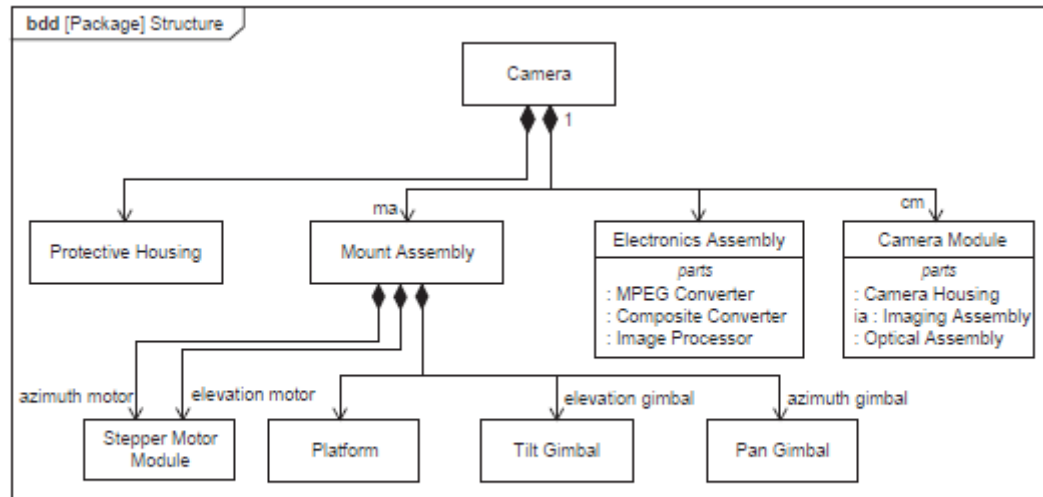 bdd [Package] Structure
Camera
1
ma
cm
Protective Housing
Mount Assembly
Electronics Assembly
parts
: MPEG Converter
: Composite Converter
: Image Processor
Camera Module
parts
: Camera Housing
ia : Imaging Assembly
: Optical Assembly
azimuth motor
elevation motor
elevation gimbal
azimuth gimbal
Stepper Motor
Module
Platform
Tilt Gimbal
Pan Gimbal